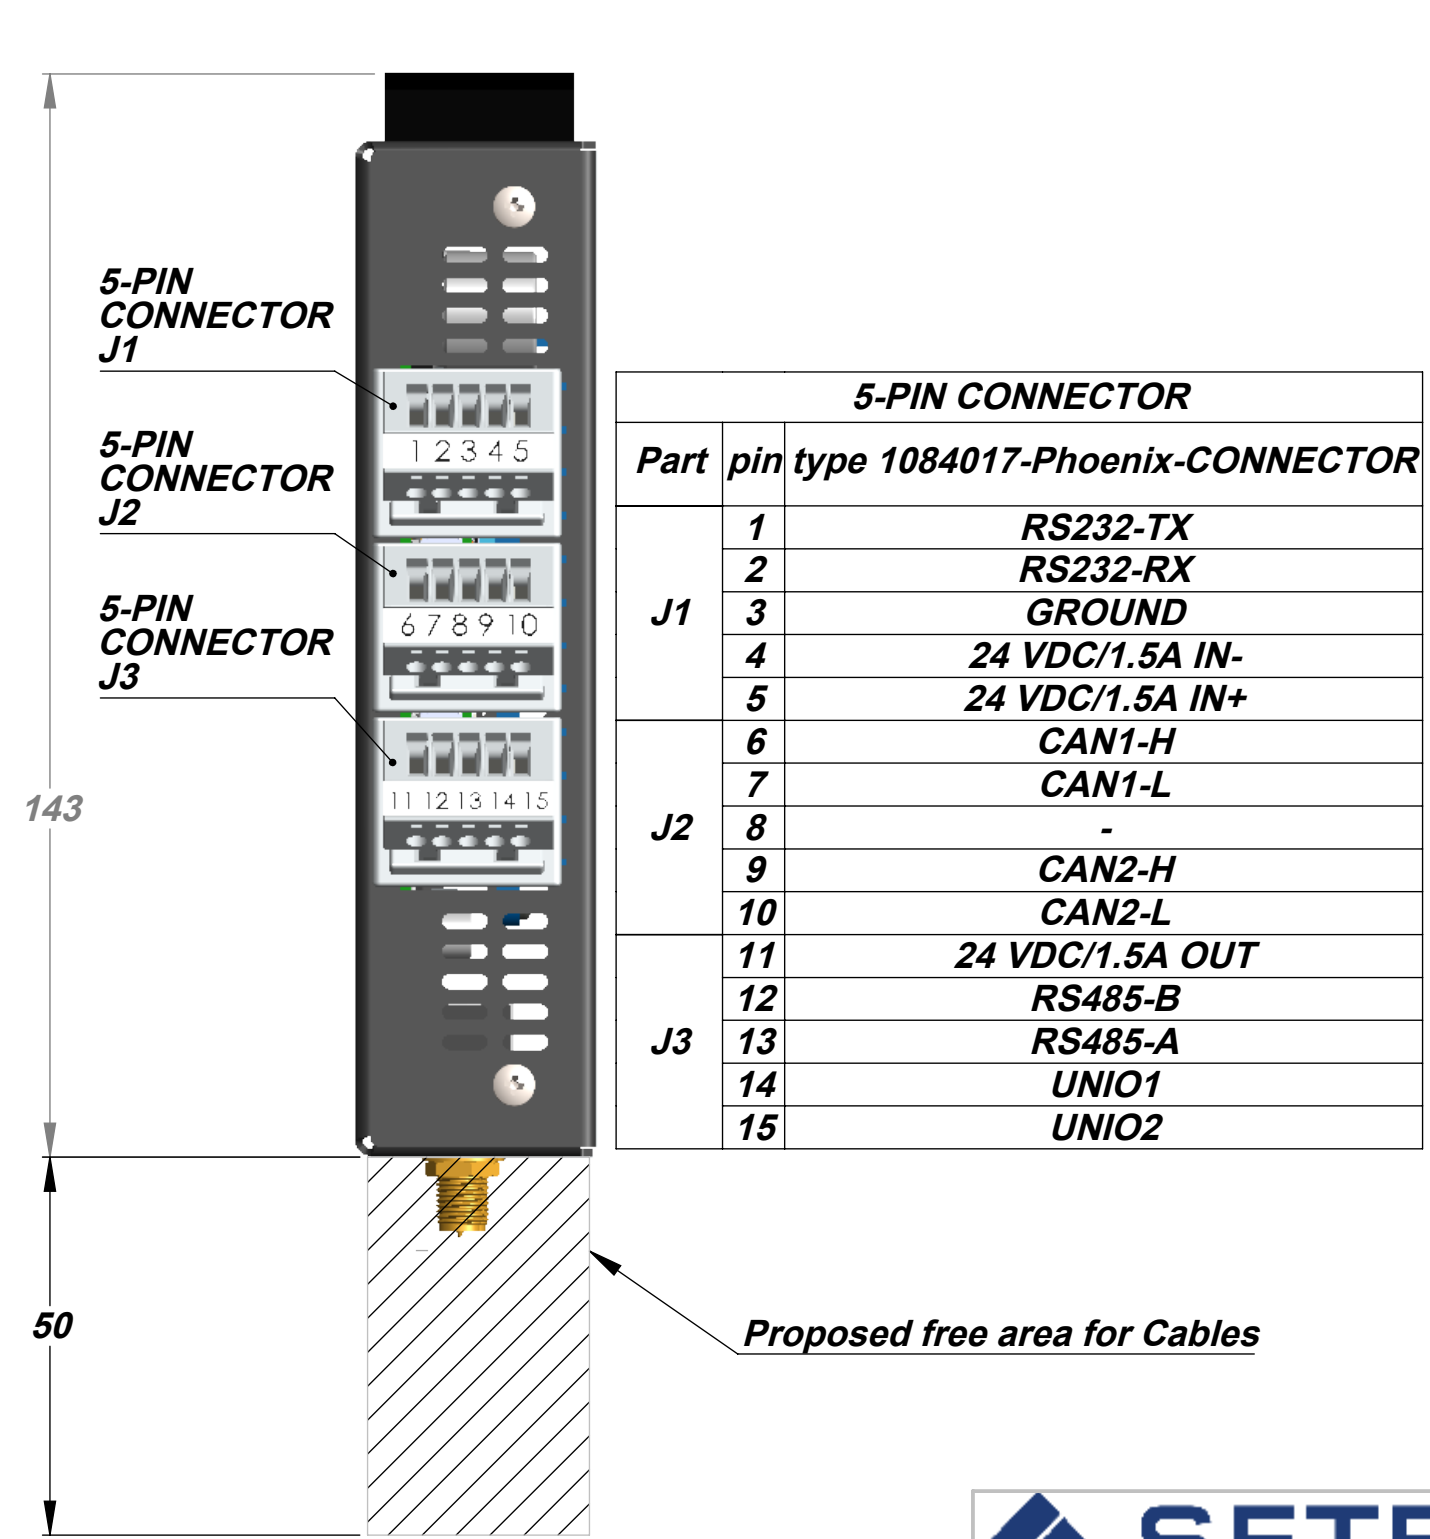 5-PIN
CONNECTOR
J1
5-PIN
CONNECTOR
J2
5-PIN
CONNECTOR
J3
1 2 3 4 5
6 7 8 9 10
11 12 13 14 15
143
50
5-PIN CONNECTOR
Part pin type 1084017-Phoenix-CONNECTOR
J1
1 RS232-TX
2 RS232-RX
3 GROUND
4 24 VDC/1.5A IN-
5 24 VDC/1.5A IN+
J2
6 CAN1-H
7 CAN1-L
8 -
9 CAN2-H
10 CAN2-L
J3
11 24 VDC/1.5A OUT
12 RS485-B
13 RS485-A
14 UNIO1
15 UNIO2
Proposed free area for Cables